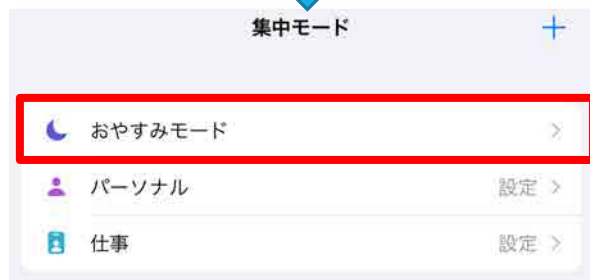 集中モード
おやすみモード
パーソナル 設定
仕事 設定